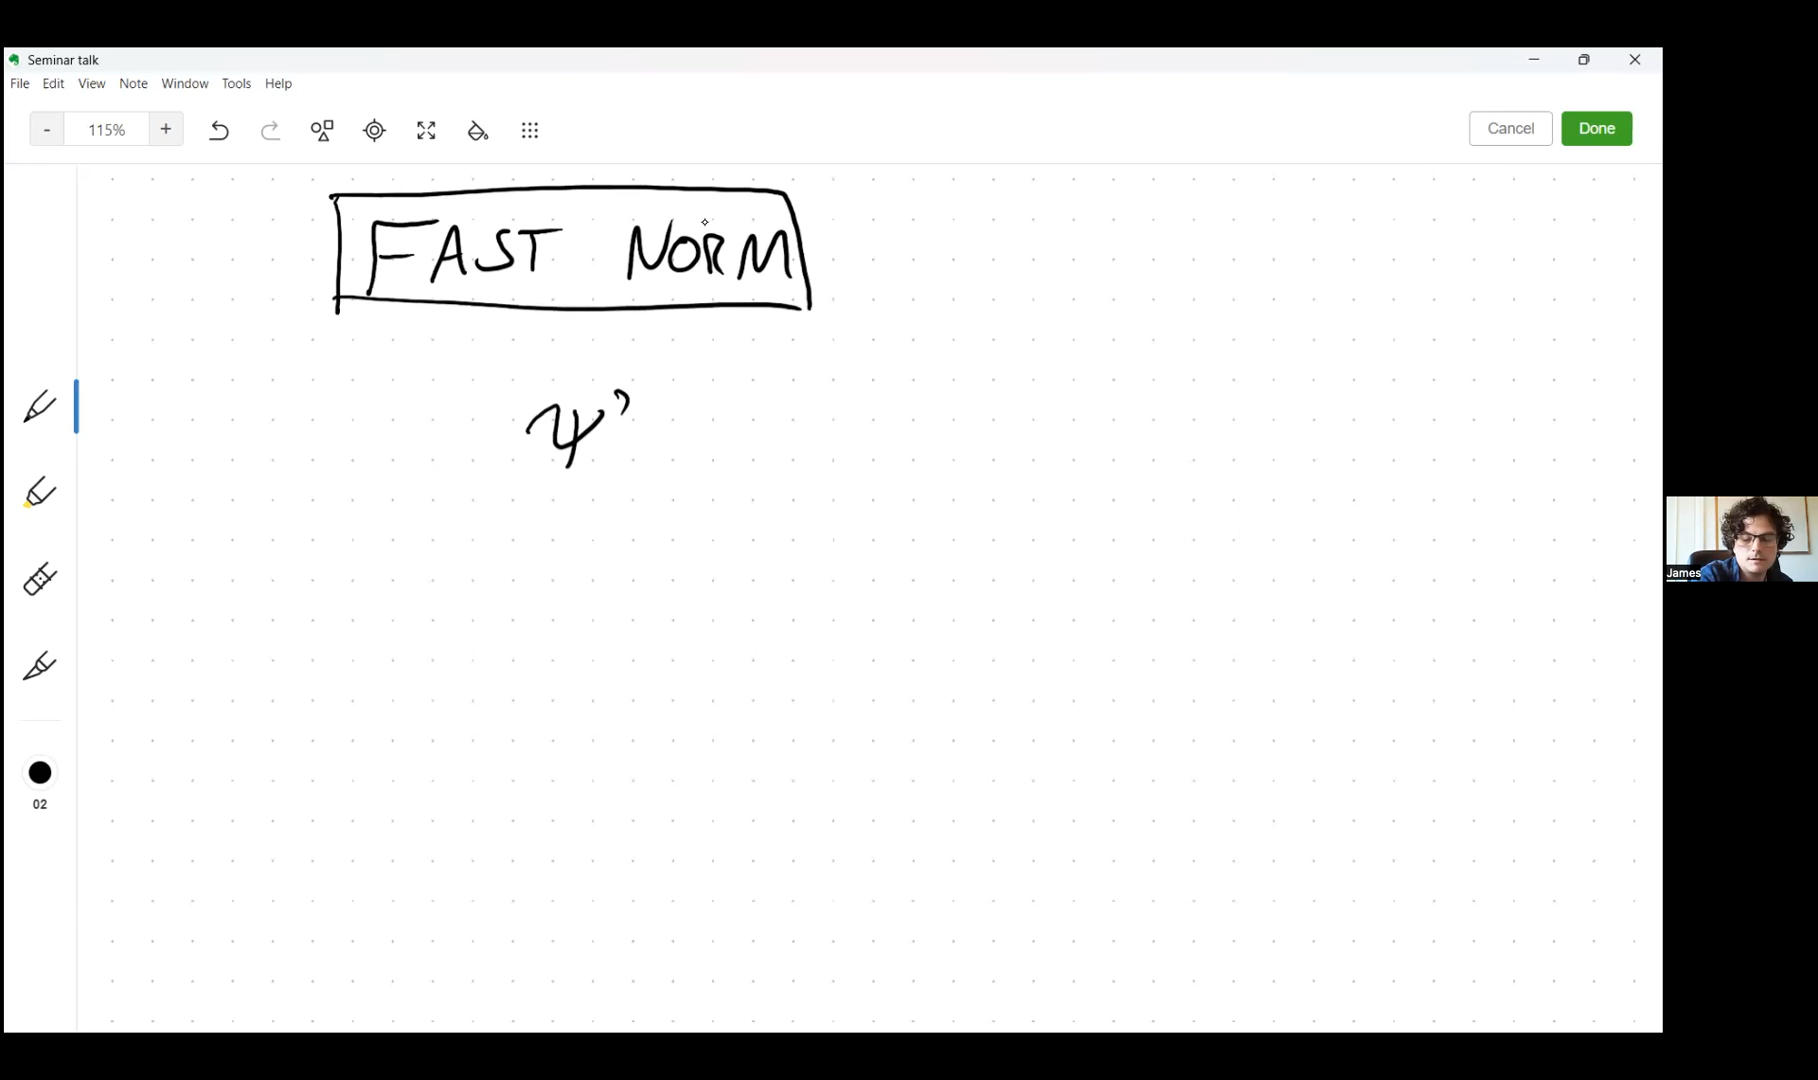 Seminar talk
File Edit View Note Window Tools Help
- 115% +
Cancel Done
FAST NORM
ψ’
James
02